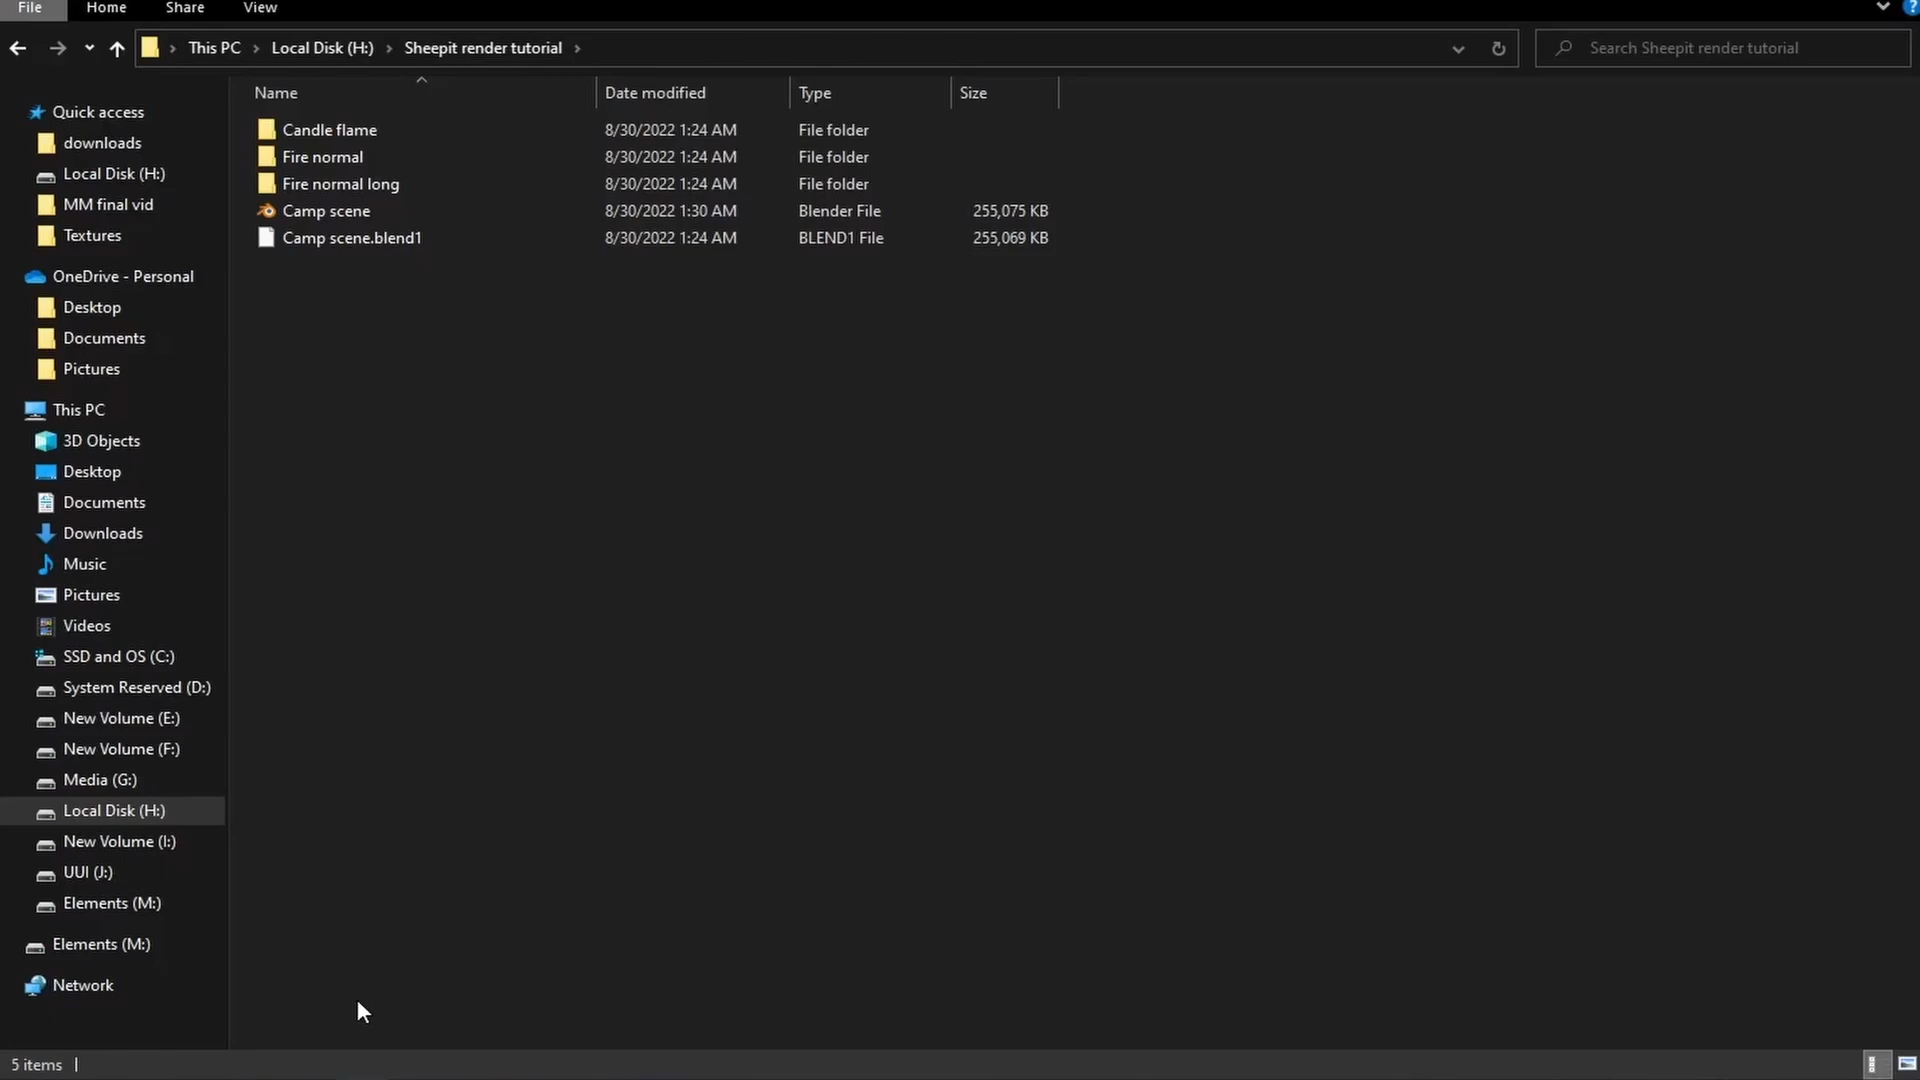 File Home Share View
This PC Local Disk (H:) Sheepit render tutorial Search Sheepit render tutorial
Name Date modified Type Size
Candle flame 8/30/2022 1:24 AM File folder
Fire normal 8/30/2022 1:24 AM File folder
Fire normal long 8/30/2022 1:24 AM File folder
Camp scene 8/30/2022 1:30 AM Blender File 255,075 KB
Camp scene.blend1 8/30/2022 1:24 AM BLEND1 File 255,069 KB
Quick access
downloads
Local Disk (H:)
MM final vid
Textures
OneDrive - Personal
Desktop
Documents
Pictures
This PC
3D Objects
Desktop
Documents
Downloads
Music
Pictures
Videos
SSD and OS (C:)
System Reserved (D:)
New Volume (E:)
New Volume (F:)
Media (G:)
Local Disk (H:)
New Volume (I:)
UUI (J:)
Elements (M:)
Elements (M:)
Network
5 items